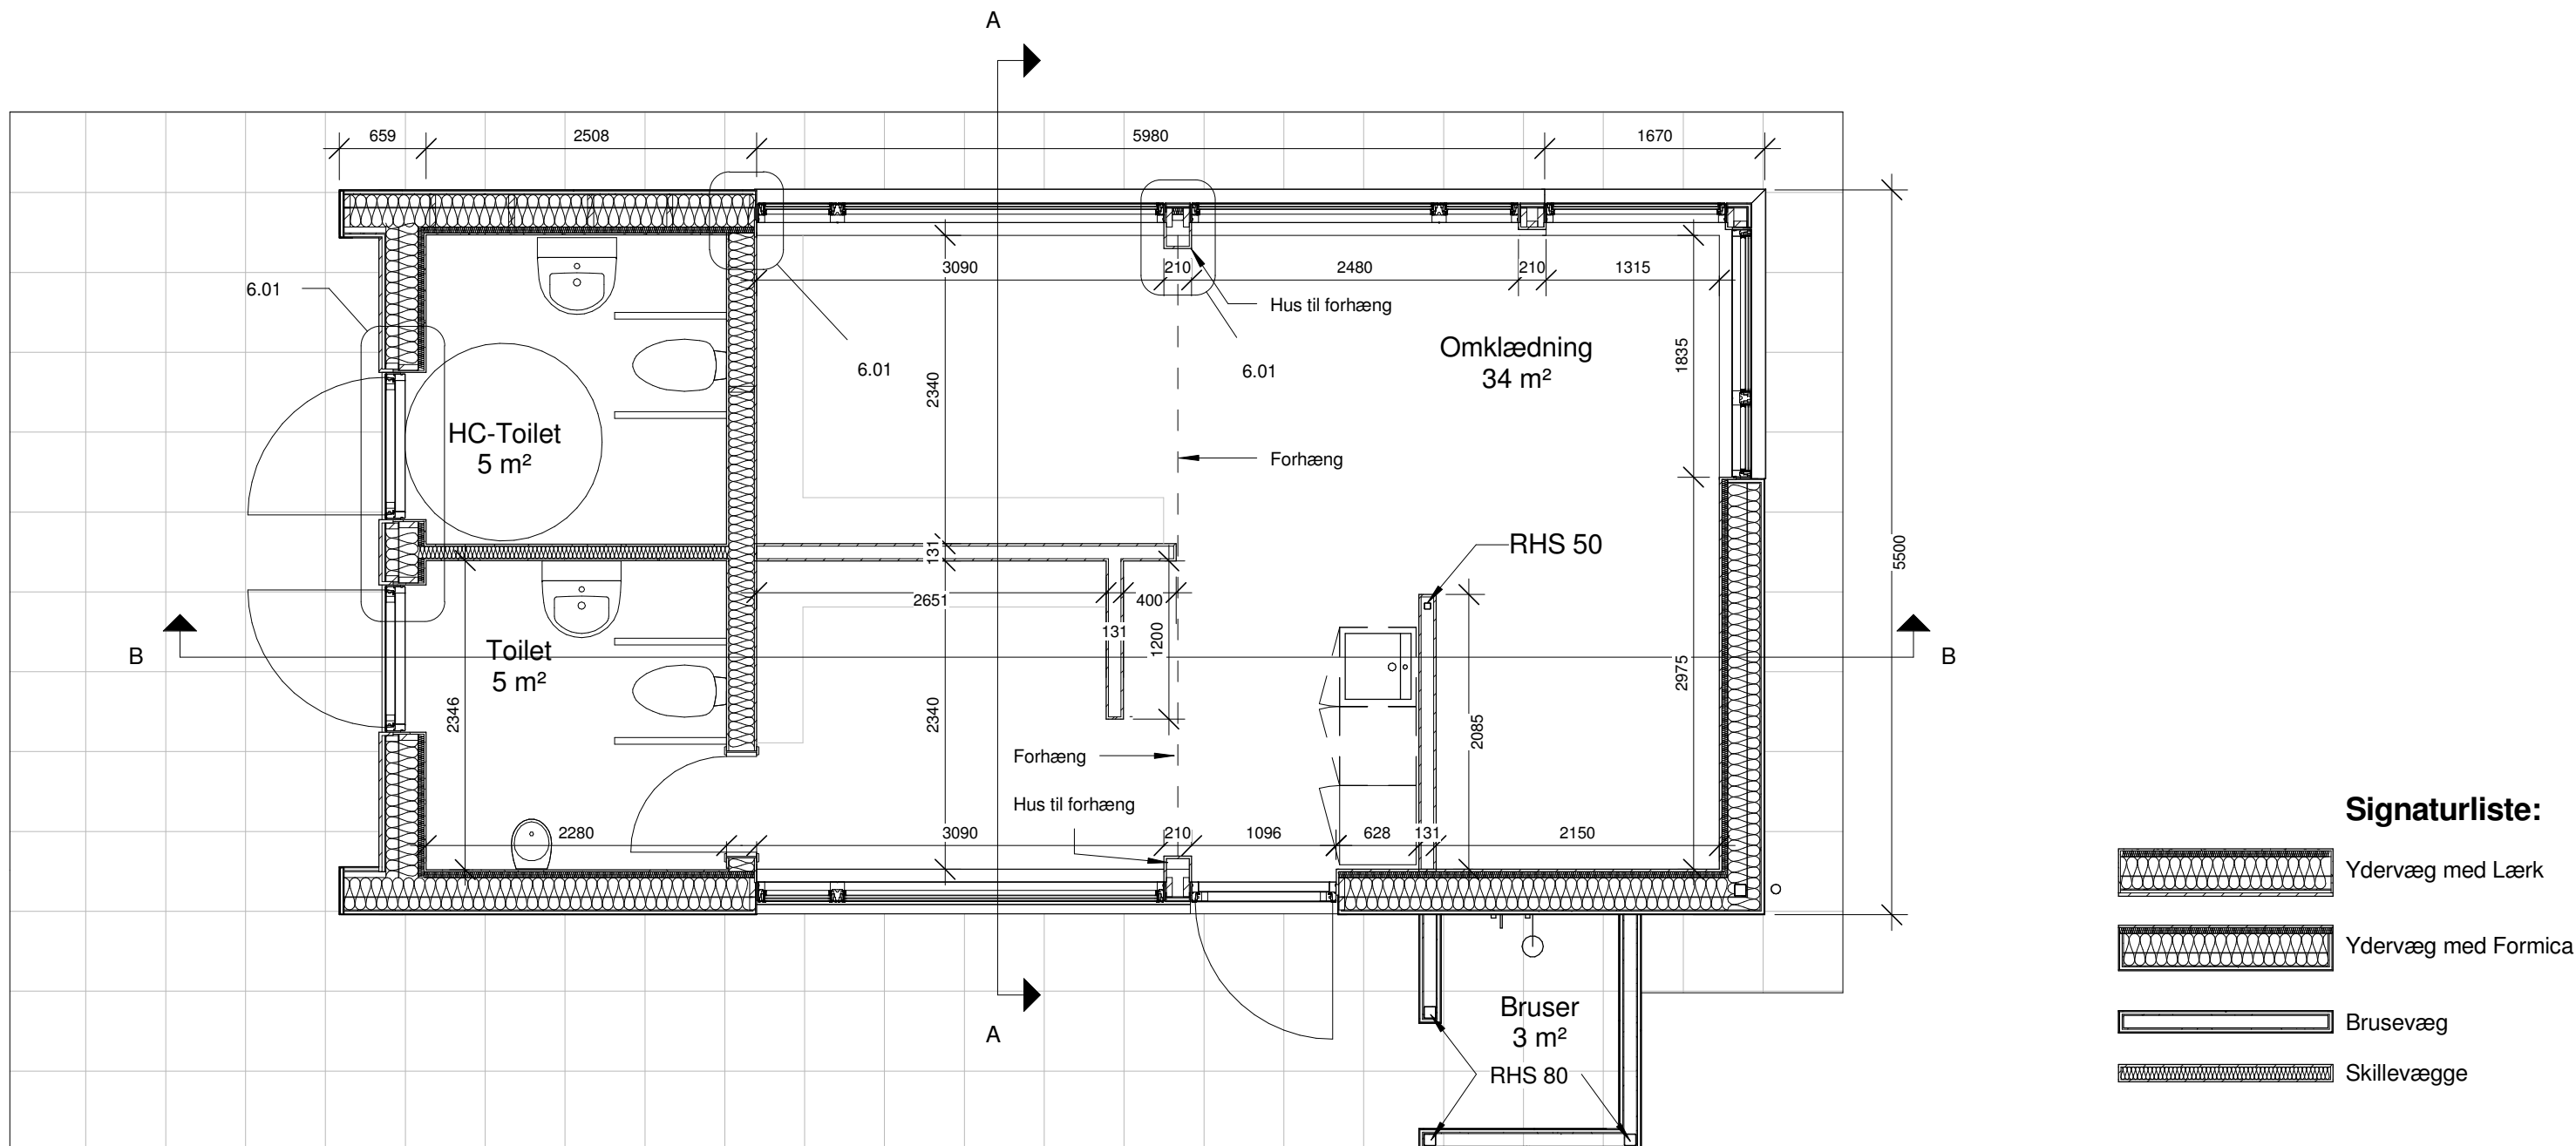 A
659
2508
5980
1670
3090
210
2480
210
1315
6.01
Hus til forhæng
6.01
6.01
Omklædning
34 m²
1835
2340
HC-Toilet
5 m²
Forhæng
RHS 50
131
5500
2651
400
131
1200
B
Toilet
5 m²
B
2975
2346
2340
2085
Forhæng
Hus til forhæng
2280
3090
210
1096
628
131
2150
A
Bruser
3 m²
RHS 80
Signaturliste:
Ydervæg med Lærk
Ydervæg med Formica
Brusevæg
Skillevægge